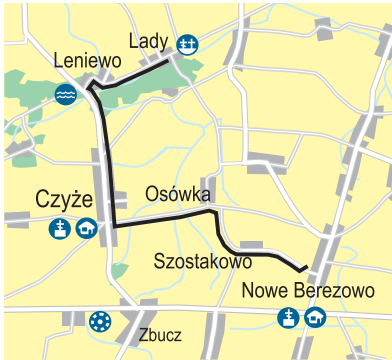 Lady
Leniewo
Czyże
Osówka
Szostakowo
Nowe Berezowo
Zbucz